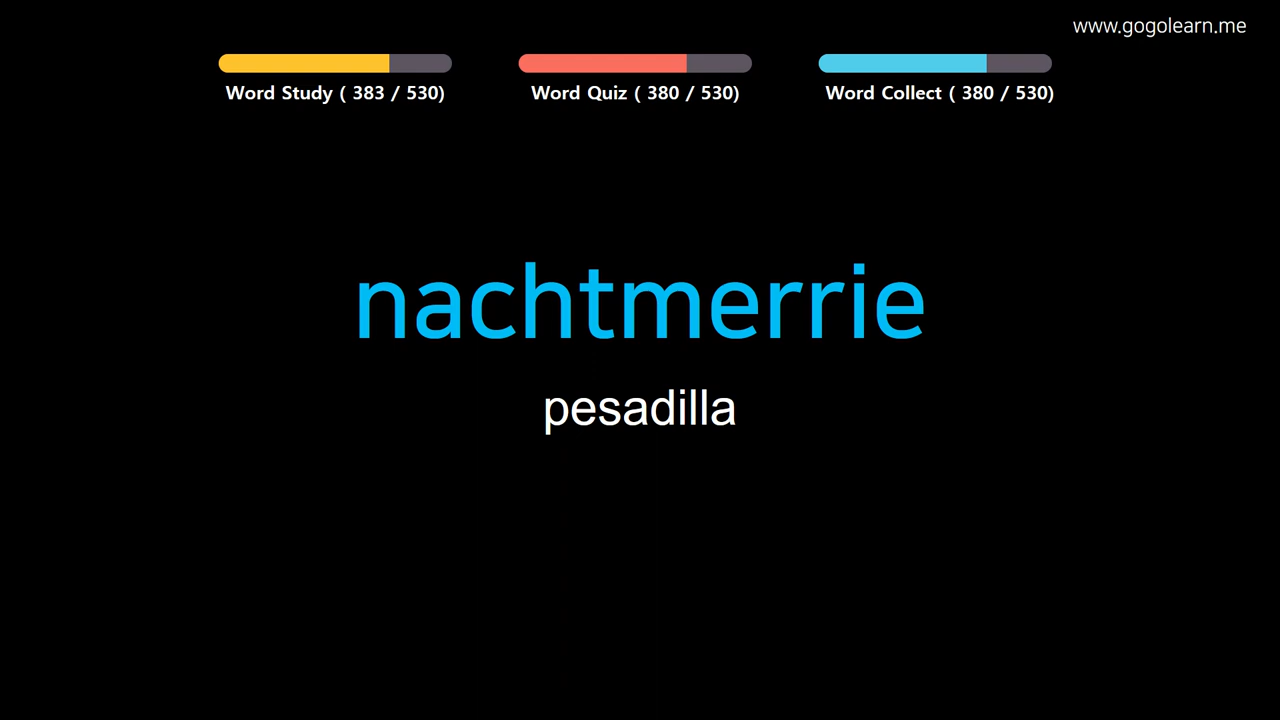 www.gogolearn.me
Word Study ( 383 / 530)
Word Quiz ( 380 / 530)
Word Collect ( 380 / 530)
nachtmerrie
pesadilla